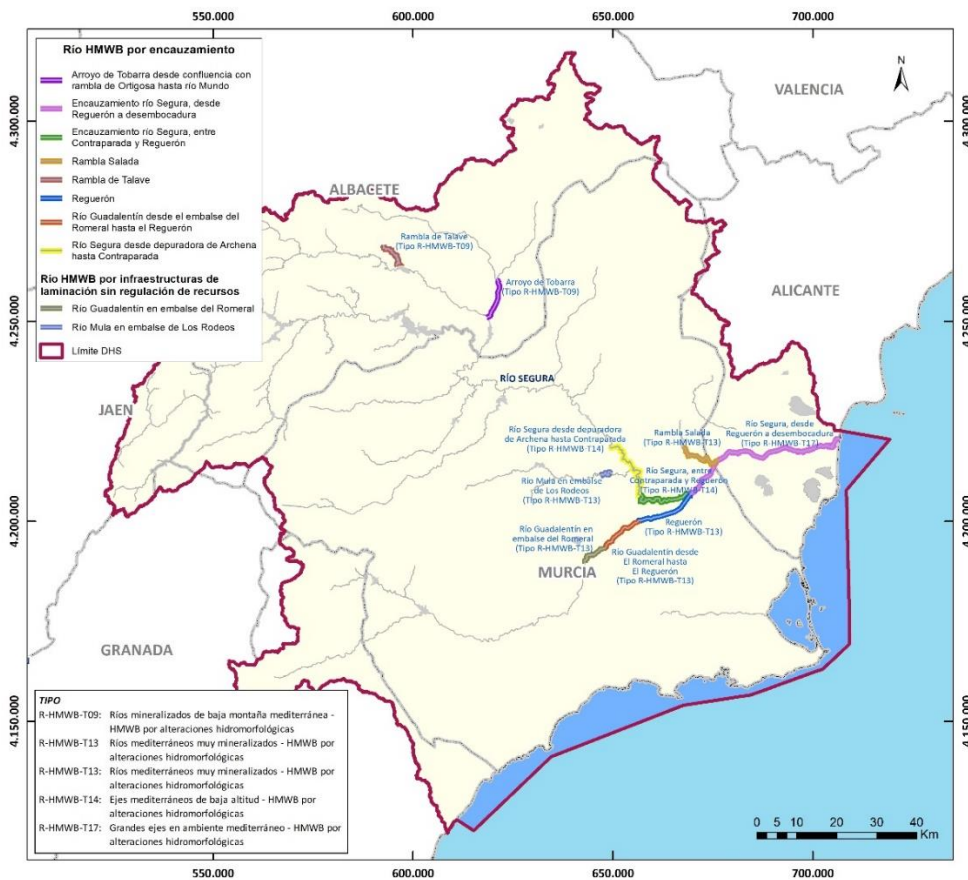 550.000
600.000
650.000
700.000
Río HMWB por encauzamiento
Arroyo de Tobarra desde confluencia con
rambla de Ortigosa hasta río Mundo
Encauzamiento río Segura, desde
Reguerón a desembocadura
Encauzamiento río Segura, entre
Contraparada y Reguerón
Rambla Salada
Rambla de Talave
Reguerón
Río Guadalentín desde el embalse del
Romeral hasta el Reguerón
Río Segura desde depuradora de Archena
hasta Contraparada
Río HMWB por infraestructuras de
laminación sin regulación de recursos
Río Guadalentín en embalse del Romeral
Río Mula en embalse de Los Rodeos
Límite DHS
N
VALENCIA
4.300.000
4.300.000
ALBACETE
Rambla de Talave
(Tipo R-HMWB-T09)
Arroyo de Tobarra
(Tipo R-HMWB-T09)
ALICANTE
4.250.000
4.250.000
RÍO SEGURA
JAEN
Río Segura desde depuradora
de Archena hasta Contraparada
(Tipo R-HMWB-T14)
Rambla Salada
(Tipo R-HMWB-T13)
Río Segura, desde
Reguerón a desembocadura
(Tipo R-HMWB-T17)
Río Mula en embalse
de Los Rodeos
(Tipo R-HMWB-T13)
Río Segura, entre
Contraparada y Reguerón
(Tipo R-HMWB-T14)
4.200.000
4.200.000
Río Guadalentín en
embalse del Romeral
(Tipo R-HMWB-T13)
Reguerón
(Tipo R-HMWB-T13)
Río Guadalentín desde
El Romeral hasta
El Reguerón
(Tipo R-HMWB-T13)
MURCIA
GRANADA
4.150.000
4.150.000
TIPO
R-HMWB-T09: Ríos mineralizados de baja montaña mediterránea -
HMWB por alteraciones hidromorfológicas
R-HMWB-T13 Ríos mediterráneos muy mineralizados - HMWB por
alteraciones hidromorfológicas
R-HMWB-T13: Ríos mediterráneos muy mineralizados - HMWB por
alteraciones hidromorfológicas
R-HMWB-T14: Ejes mediterráneos de baja altitud - HMWB por
alteraciones hidromorfológicas
R-HMWB-T17: Grandes ejes en ambiente mediterráneo - HMWB por
alteraciones hidromorfológicas
0 5 10 20 30 40
Km
550.000
600.000
650.000
700.000